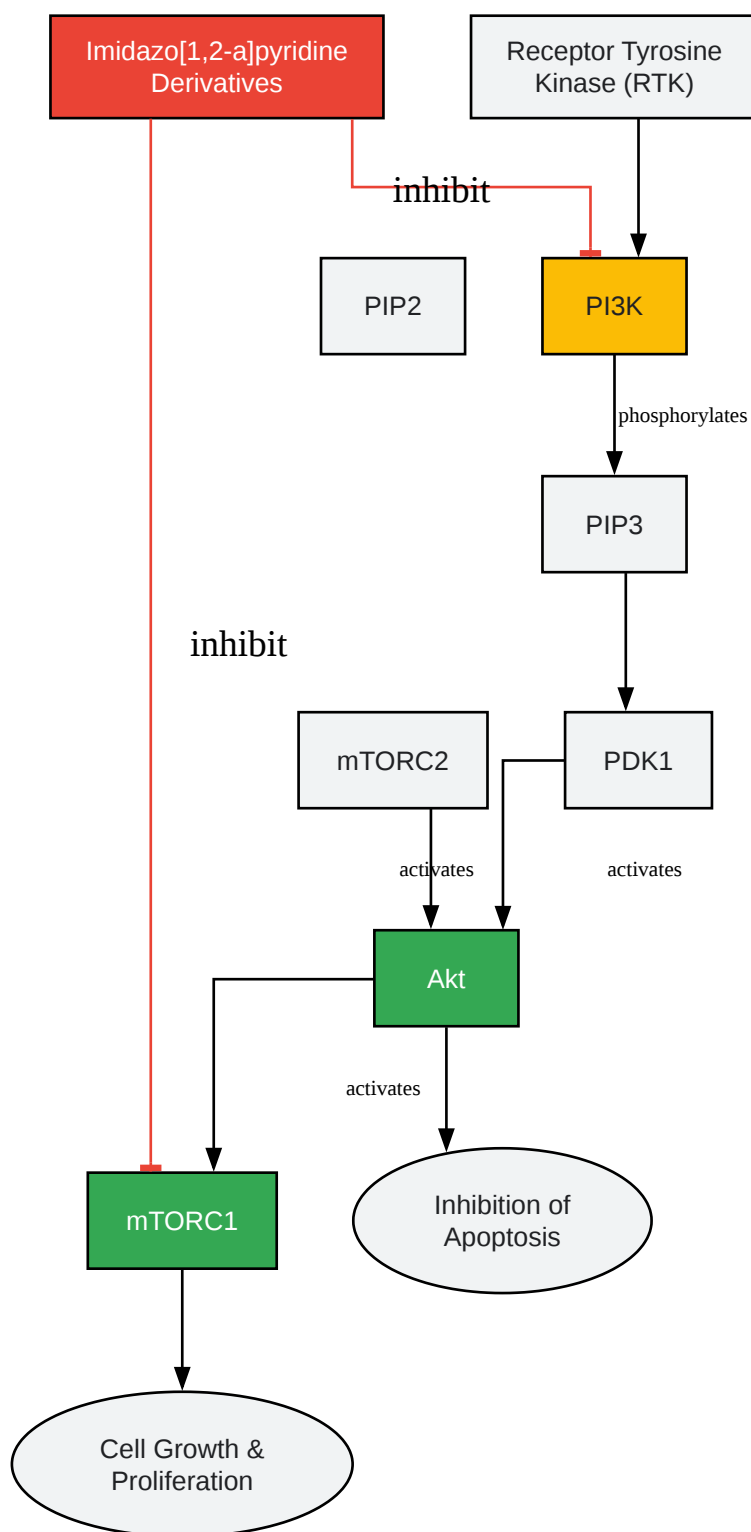 Imidazo[1,2-a]pyridine
Derivatives
Receptor Tyrosine
Kinase (RTK)
inhibit
PIP2
PI3K
phosphorylates
PIP3
inhibit
mTORC2
PDK1
activates
activates
Akt
activates
mTORC1
Inhibition of
Apoptosis
Cell Growth &
Proliferation